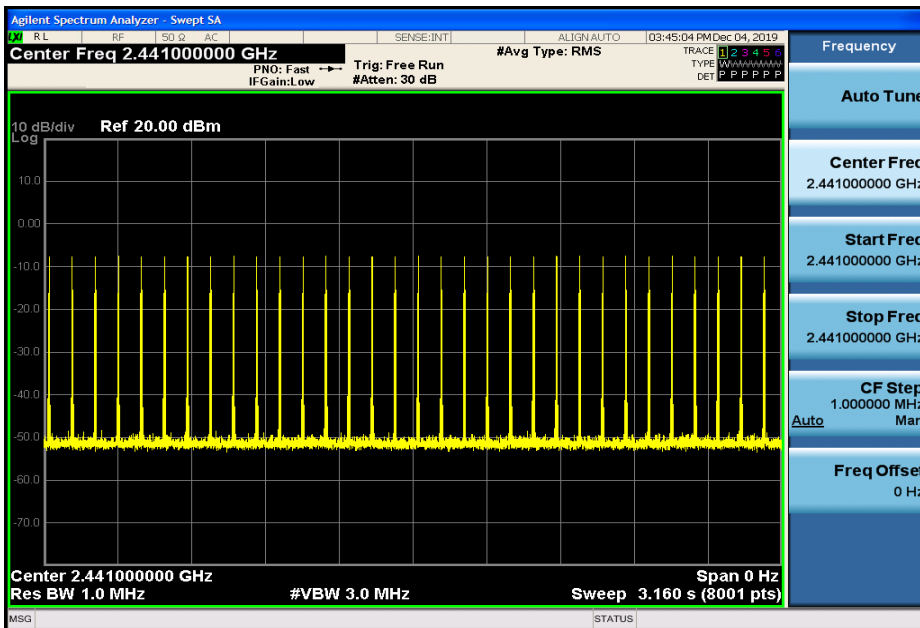 Agilent Spectrum Analyzer - Swept SA
LXI RL RF 50 Ω AC SENSE:INT ALIGN AUTO 03:45:04 PM Dec 04, 2019
Center Freq 2.441000000 GHz #Avg Type: RMS TRACE 1 2 3 4 5 6
PNO: Fast Trig: Free Run TYPE WWWWWW
IFGain:Low #Atten: 30 dB DET P P P P P P
10 dB/div Ref 20.00 dBm
Log
10.0
0.00
-10.0
-20.0
-30.0
-40.0
-50.0
-60.0
-70.0
Center 2.441000000 GHz Span 0 Hz
Res BW 1.0 MHz #VBW 3.0 MHz Sweep 3.160 s (8001 pts)
MSG STATUS
Frequency
Auto Tune
Center Freq
2.441000000 GHz
Start Freq
2.441000000 GHz
Stop Freq
2.441000000 GHz
CF Step
1.000000 MHz
Auto Man
Freq Offset
0 Hz